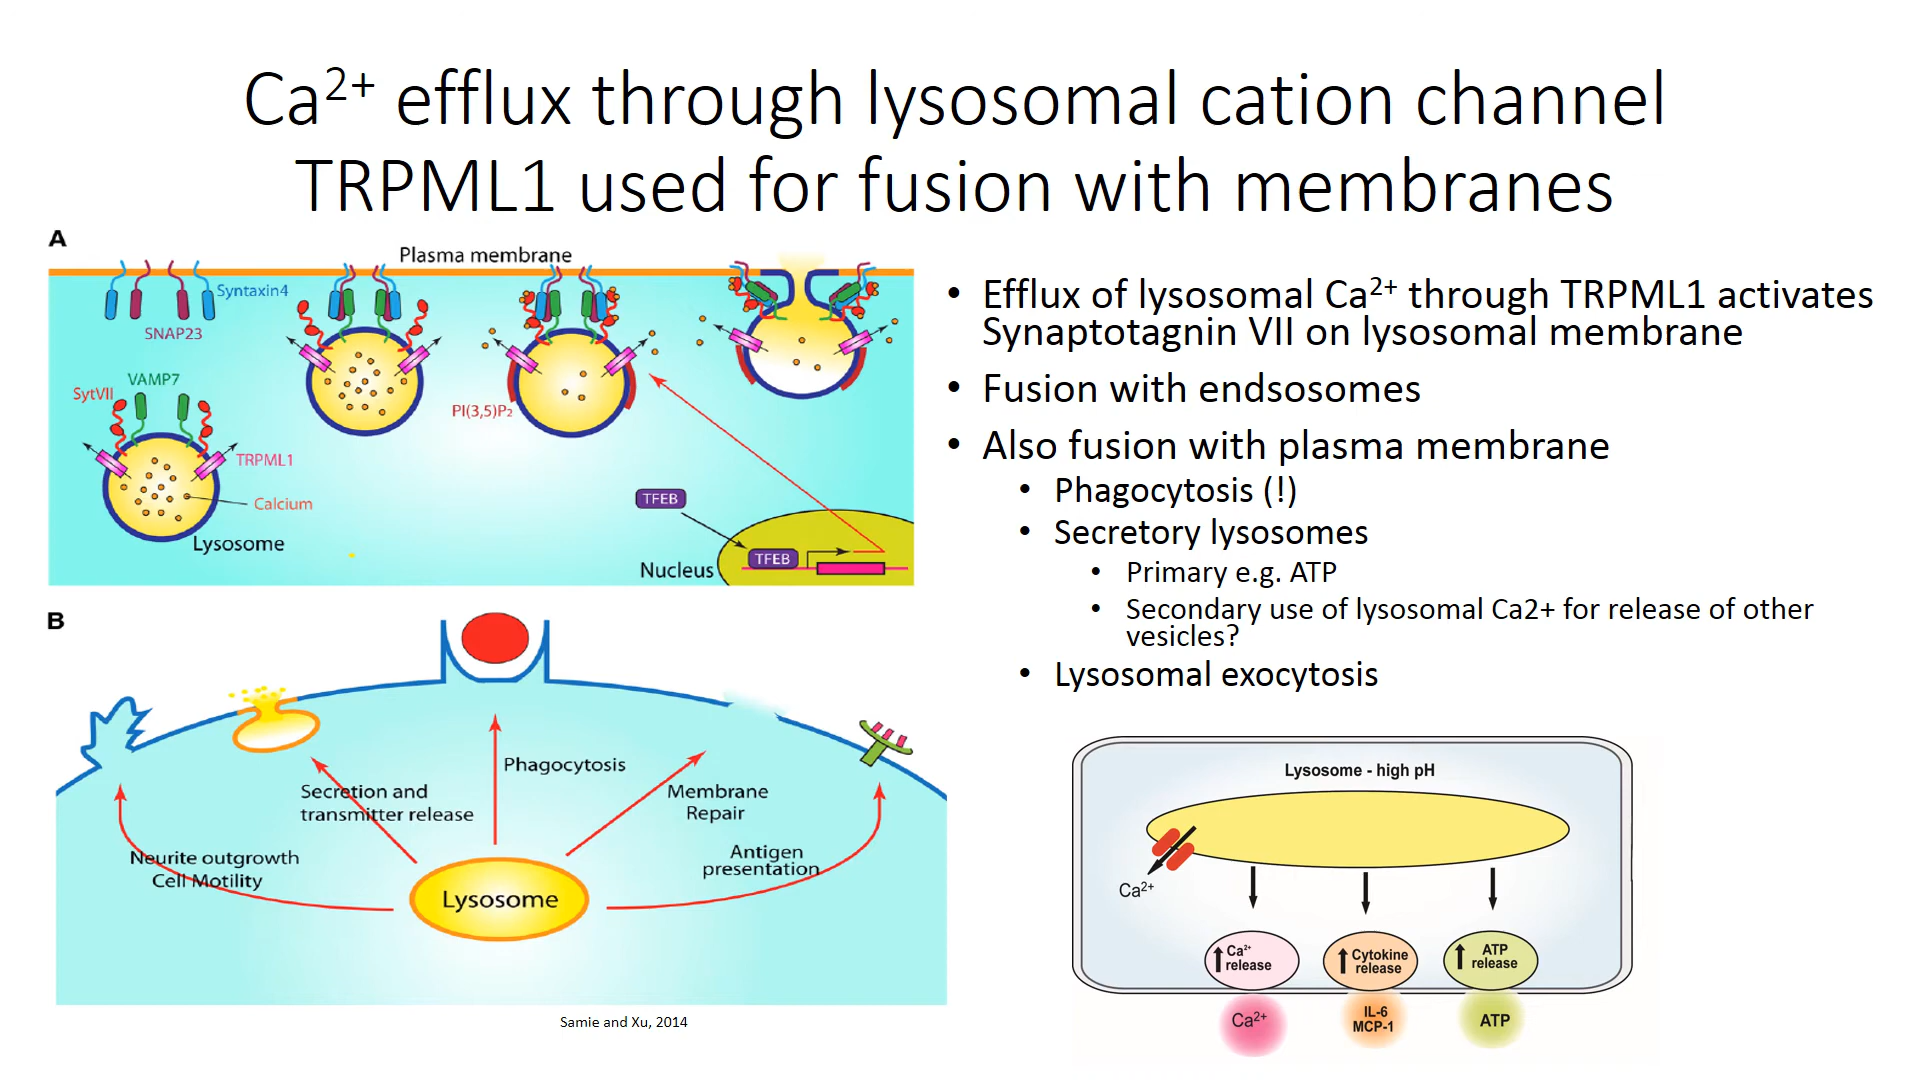 Ca²⁺ efflux through lysosomal cation channel
TRPML1 used for fusion with membranes
A
Plasma membrane
Syntaxin4
SNAP23
VAMP7
SytVII
TRPML1
Calcium
Lysosome
PI(3,5)P₂
TFEB
TFEB
Nucleus
B
Phagocytosis
Secretion and
transmitter release
Membrane
Repair
Neurite outgrowth
Cell Motility
Antigen
presentation
Lysosome
Samie and Xu, 2014
• Efflux of lysosomal Ca²⁺ through TRPML1 activates
Synaptotagnin VII on lysosomal membrane
• Fusion with endsosomes
• Also fusion with plasma membrane
• Phagocytosis (!)
• Secretory lysosomes
• Primary e.g. ATP
• Secondary use of lysosomal Ca2+ for release of other
vesicles?
• Lysosomal exocytosis
Lysosome - high pH
Ca²⁺
Ca²⁺
release
Cytokine
release
ATP
release
Ca²⁺
IL-6
MCP-1
ATP